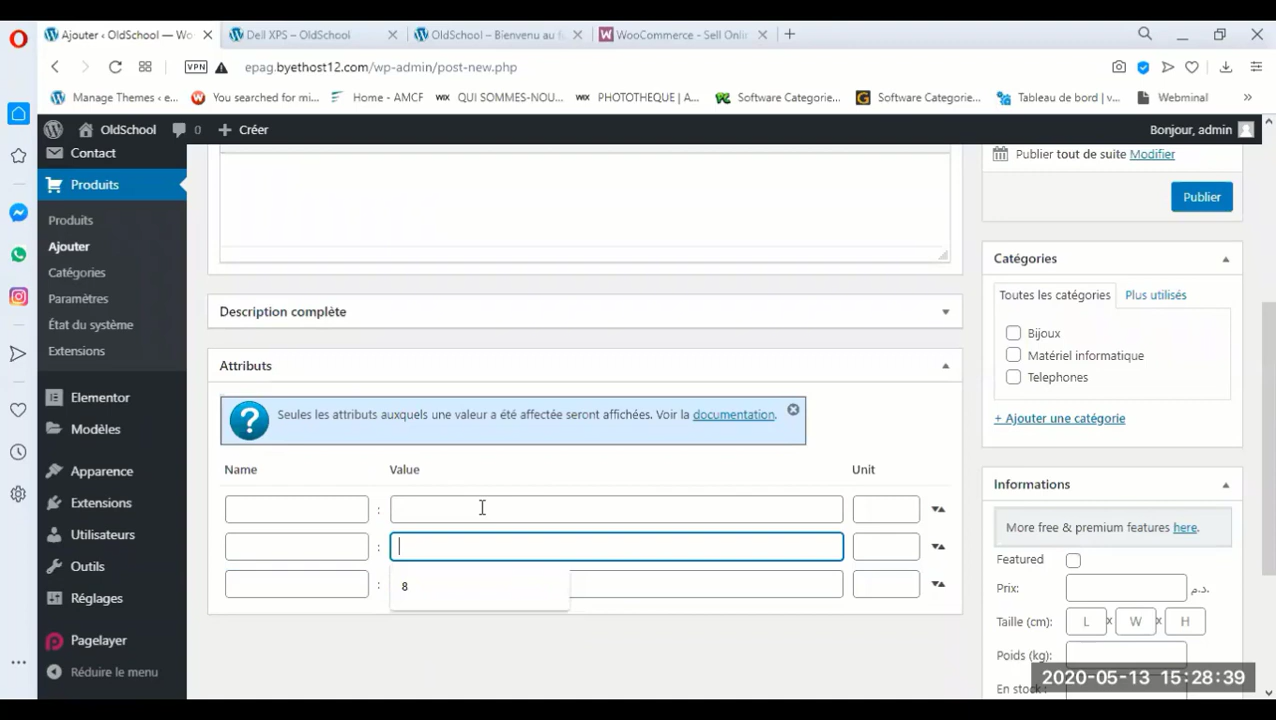 Ajouter ‹ OldSchool — Wo
Dell XPS – OldSchool
OldSchool – Bienvenu au f
WooCommerce - Sell Onli
VPN
epag.byethost12.com/wp-admin/post-new.php
Manage Themes ‹ e...
You searched for mi...
Home - AMCF
WIX QUI SOMMES-NOU...
WIX PHOTOTHEQUE | A...
Software Categorie...
G Software Categorie...
Tableau de bord | v...
Webminal
»
OldSchool
0
Créer
Bonjour, admin
Contact
Produits
Produits
Ajouter
Catégories
Paramètres
État du système
Extensions
Elementor
Modèles
Apparence
Extensions
Utilisateurs
Outils
Réglages
Pagelayer
Réduire le menu
Description complète
Attributs
? Seules les attributs auxquels une valeur a été affectée seront affichées. Voir la documentation.
Name Value Unit
:
:
8
:
Publier tout de suite Modifier
Publier
Catégories
Toutes les catégories Plus utilisés
Bijoux
Matériel informatique
Telephones
+ Ajouter une catégorie
Informations
More free & premium features here.
Featured
Prix: د.م.
Taille (cm): L x W x H
Poids (kg):
En stock :
2020-05-13 15:28:39